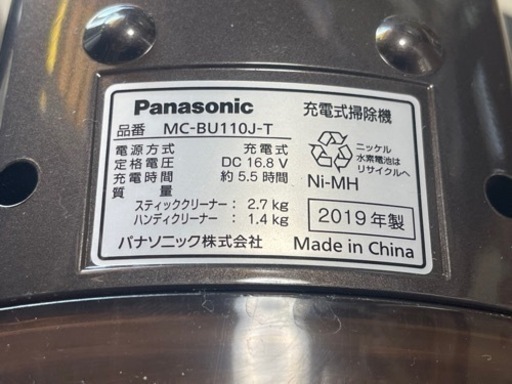 Panasonic 充電式掃除機
品番 MC-BU110J-T
電源方式 充電式
定格電圧 DC 16.8 V
充電時間 約 5.5 時間
質量
スティッククリーナー : 2.7 kg
ハンディクリーナー : 1.4 kg
パナソニック株式会社
ニッケル
水素電池は
リサイクルへ
Ni-MH
2019 年製
Made in China